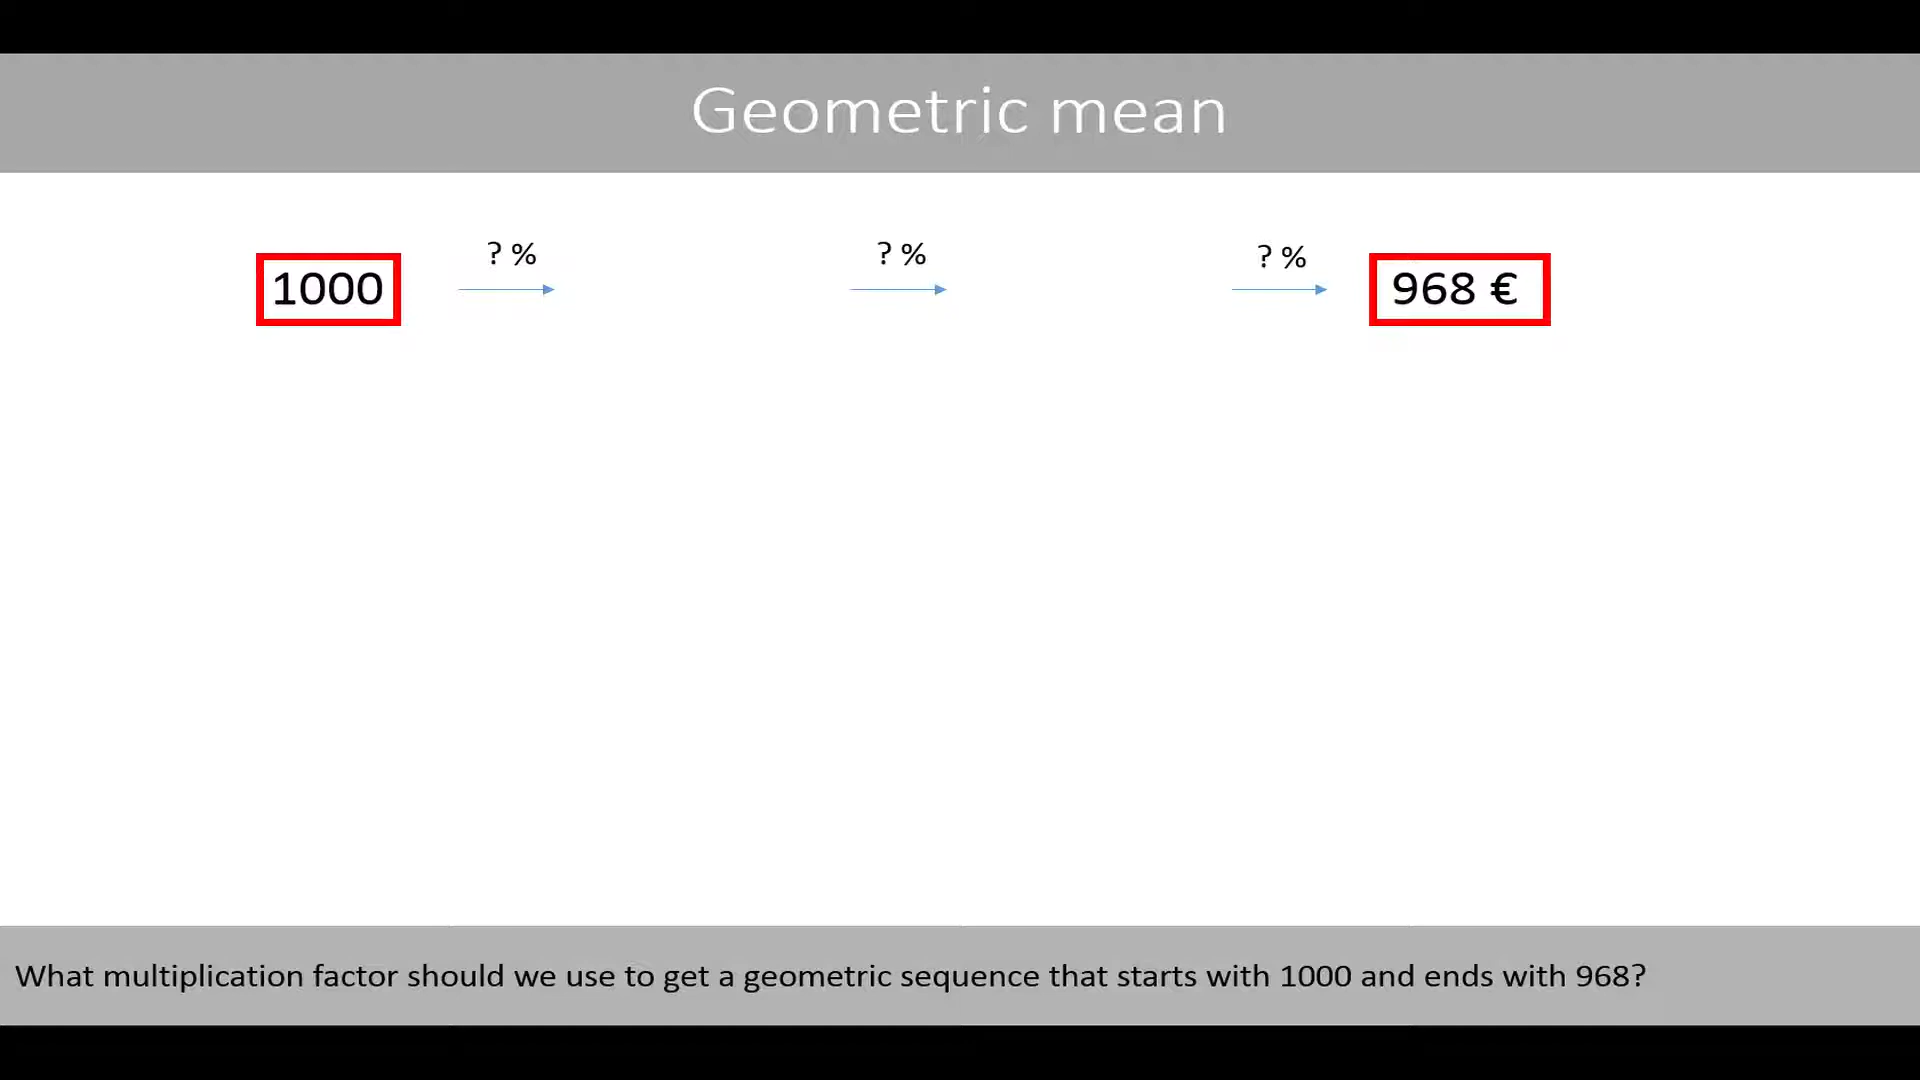 Geometric mean
? %
? %
? %
1000
968 €
What multiplication factor should we use to get a geometric sequence that starts with 1000 and ends with 968?